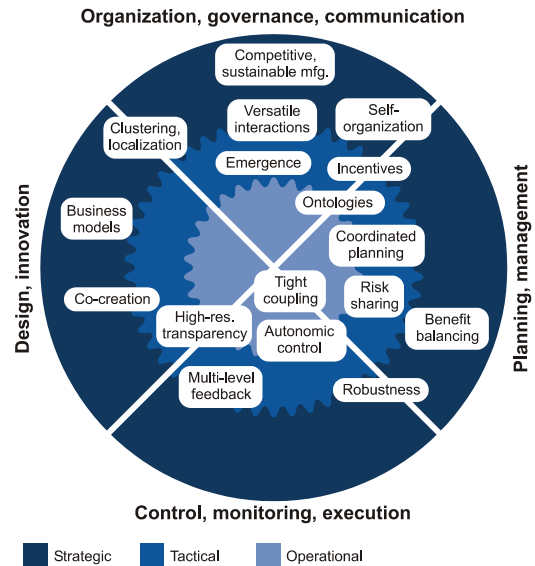 Organization, governance, communication
Competitive,
sustainable mfg.
Versatile
interactions
Self-
organization
Clustering,
localization
Emergence
Incentives
Ontologies
Business
models
Coordinated
planning
Design, innovation
Planning, management
Tight
coupling
Risk
sharing
Co-creation
High-res.
transparency
Autonomic
control
Benefit
balancing
Multi-level
feedback
Robustness
Control, monitoring, execution
Strategic
Tactical
Operational